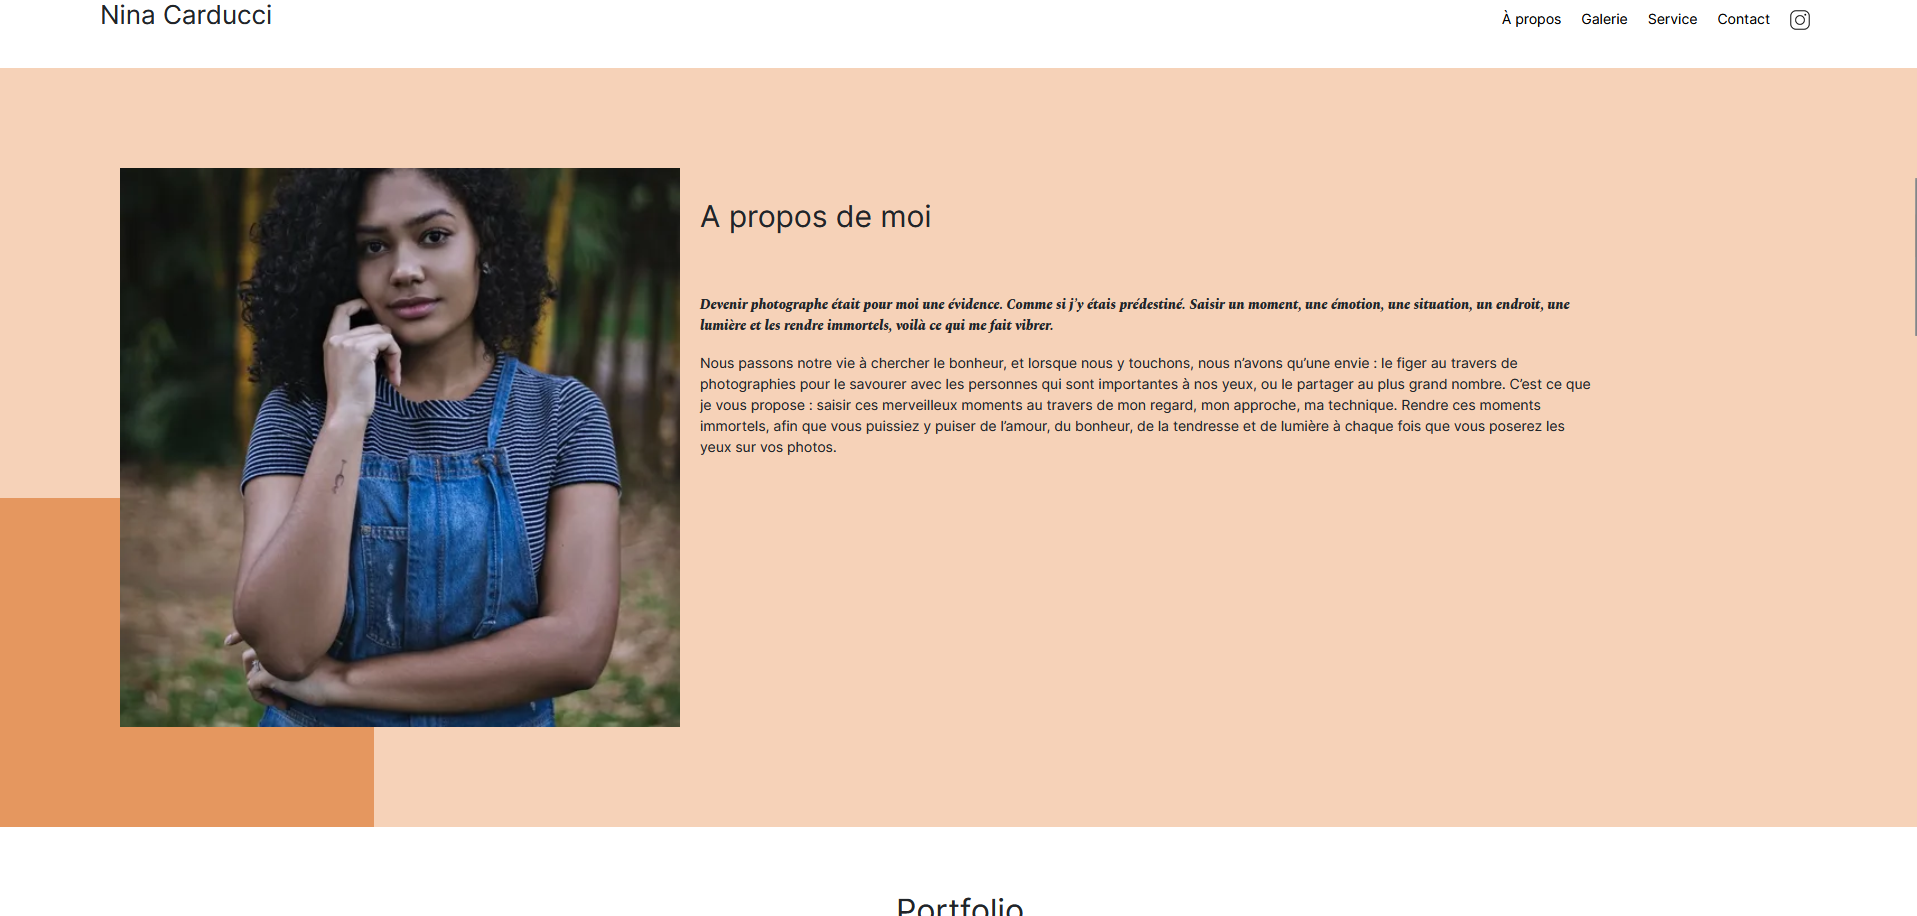 Nina Carducci
À propos Galerie Service Contact
A propos de moi
Devenir photographe était pour moi une évidence. Comme si j'y étais prédestiné. Saisir un moment, une émotion, une situation, un endroit, une
lumière et les rendre immortels, voilà ce qui me fait vibrer.
Nous passons notre vie à chercher le bonheur, et lorsque nous y touchons, nous n’avons qu’une envie : le figer au travers de
photographies pour le savourer avec les personnes qui sont importantes à nos yeux, ou le partager au plus grand nombre. C’est ce que
je vous propose : saisir ces merveilleux moments au travers de mon regard, mon approche, ma technique. Rendre ces moments
immortels, afin que vous puissiez y puiser de l’amour, du bonheur, de la tendresse et de lumière à chaque fois que vous poserez les
yeux sur vos photos.
Portfolio